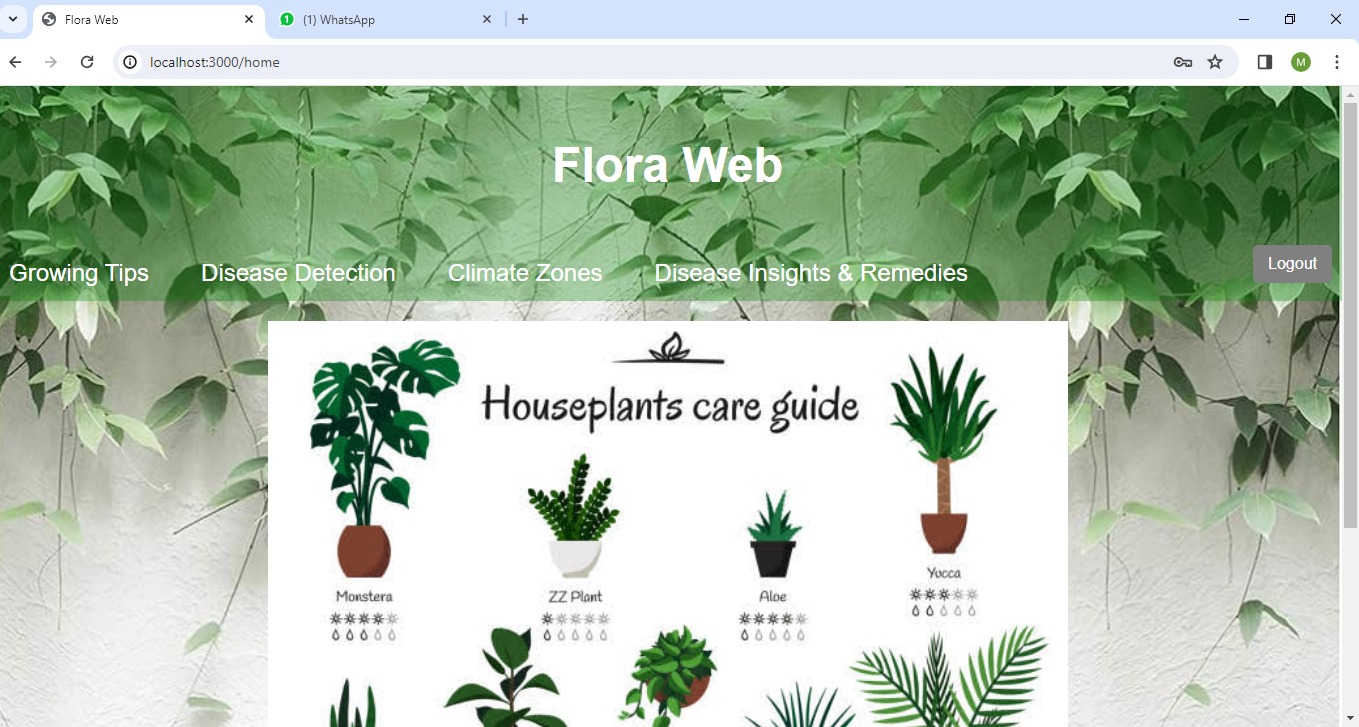 Flora Web
(1) WhatsApp
localhost:3000/home
M
Flora Web
Growing Tips Disease Detection Climate Zones Disease Insights & Remedies Logout
Houseplants care guide
Yucca
Monstera ZZ Plant Aloe